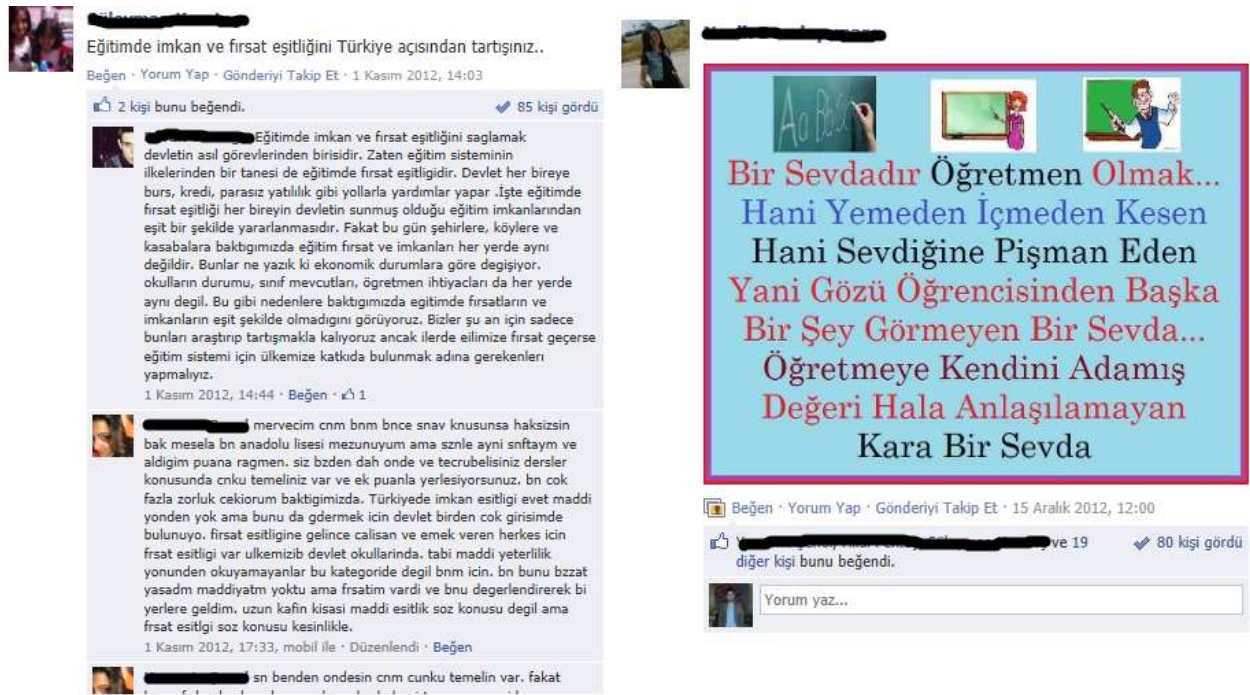 Eğitimde imkan ve fırsat eşitliğini Türkiye açısından tartışınız..
Beğen · Yorum Yap · Gönderiyi Takip Et · 1 Kasım 2012, 14:03
2 kişi bunu beğendi.
85 kişi gördü
Eğitimde imkan ve fırsat eşitliğini saglamak
devletin asıl görevlerinden birisidir. Zaten eğitim sisteminin
ilkelerinden bir tanesi de eğitimde fırsat eşitligidir. Devlet her bireye
burs, kredi, parasız yatılılık gibi yollarla yardımlar yapar .İşte eğitimde
fırsat eşitliği her bireyin devletin sunmuş olduğu eğitim imkanlarından
eşit bir şekilde yararlanmasıdır. Fakat bu gün şehirlere, köylere ve
kasabalara baktıgımızda eğitim fırsat ve imkanları her yerde aynı
değildir. Bunlar ne yazık ki ekonomik durumlara göre degişiyor.
okulların durumu, sınıf mevcutları, ögretmen ihtiyacları da her yerde
aynı degil. Bu gibi nedenlere baktıgımızda egitimde fırsatların ve
imkanların eşit şekilde olmadıgını görüyoruz. Bizler şu an için sadece
bunları araştırıp tartışmakla kalıyoruz ancak ilerde eilimize fırsat geçerse
eğitim sistemi için ülkemize katkıda bulunmak adına gerekenlerı
yapmalıyız.
1 Kasım 2012, 14:44 · Beğen · 1
mervecim cnm bnm bnce snav knusunsa haksizsin
bak mesela bn anadolu lisesi mezunuyum ama sznle ayni snftaym ve
aldigim puana ragmen. siz bzden dah onde ve tecrubelisiniz dersler
konusunda cnku temeliniz var ve ek puanla yerlesiyorsunuz. bn cok
fazla zorluk cekiorum baktigimizda. Türkiyede imkan esitligi evet maddi
yonden yok ama bunu da gdermek icin devlet birden cok girisimde
bulunuyo. firsat esitligine gelince calisan ve emek veren herkes icin
frsat esitligi var ulkemizib devlet okullarinda. tabi maddi yeterlilik
yonunden okuyamayanlar bu kategoride degil bnm icin. bn bunu bzzat
yasadm maddiyatm yoktu ama frsatim vardi ve bnu degerlendirerek bi
yerlere geldim. uzun kafin kisasi maddi esitlik soz konusu degil ama
frsat esitlgi soz konusu kesinlikle.
1 Kasım 2012, 17:33, mobil ile · Düzenlendi · Beğen
sn benden ondesin cnm cunku temelin var. fakat
Bir Sevdadır Öğretmen Olmak...
Hani Yemeden İçmeden Kesen
Hani Sevdiğine Pişman Eden
Yani Gözü Öğrencisinden Başka
Bir Şey Görmeyen Bir Sevda...
Öğretmeye Kendini Adamış
Değeri Hala Anlaşılamayan
Kara Bir Sevda
Beğen · Yorum Yap · Gönderiyi Takip Et · 15 Aralık 2012, 12:00
ve 19
diğer kişi bunu beğendi.
80 kişi gördü
Yorum yaz...